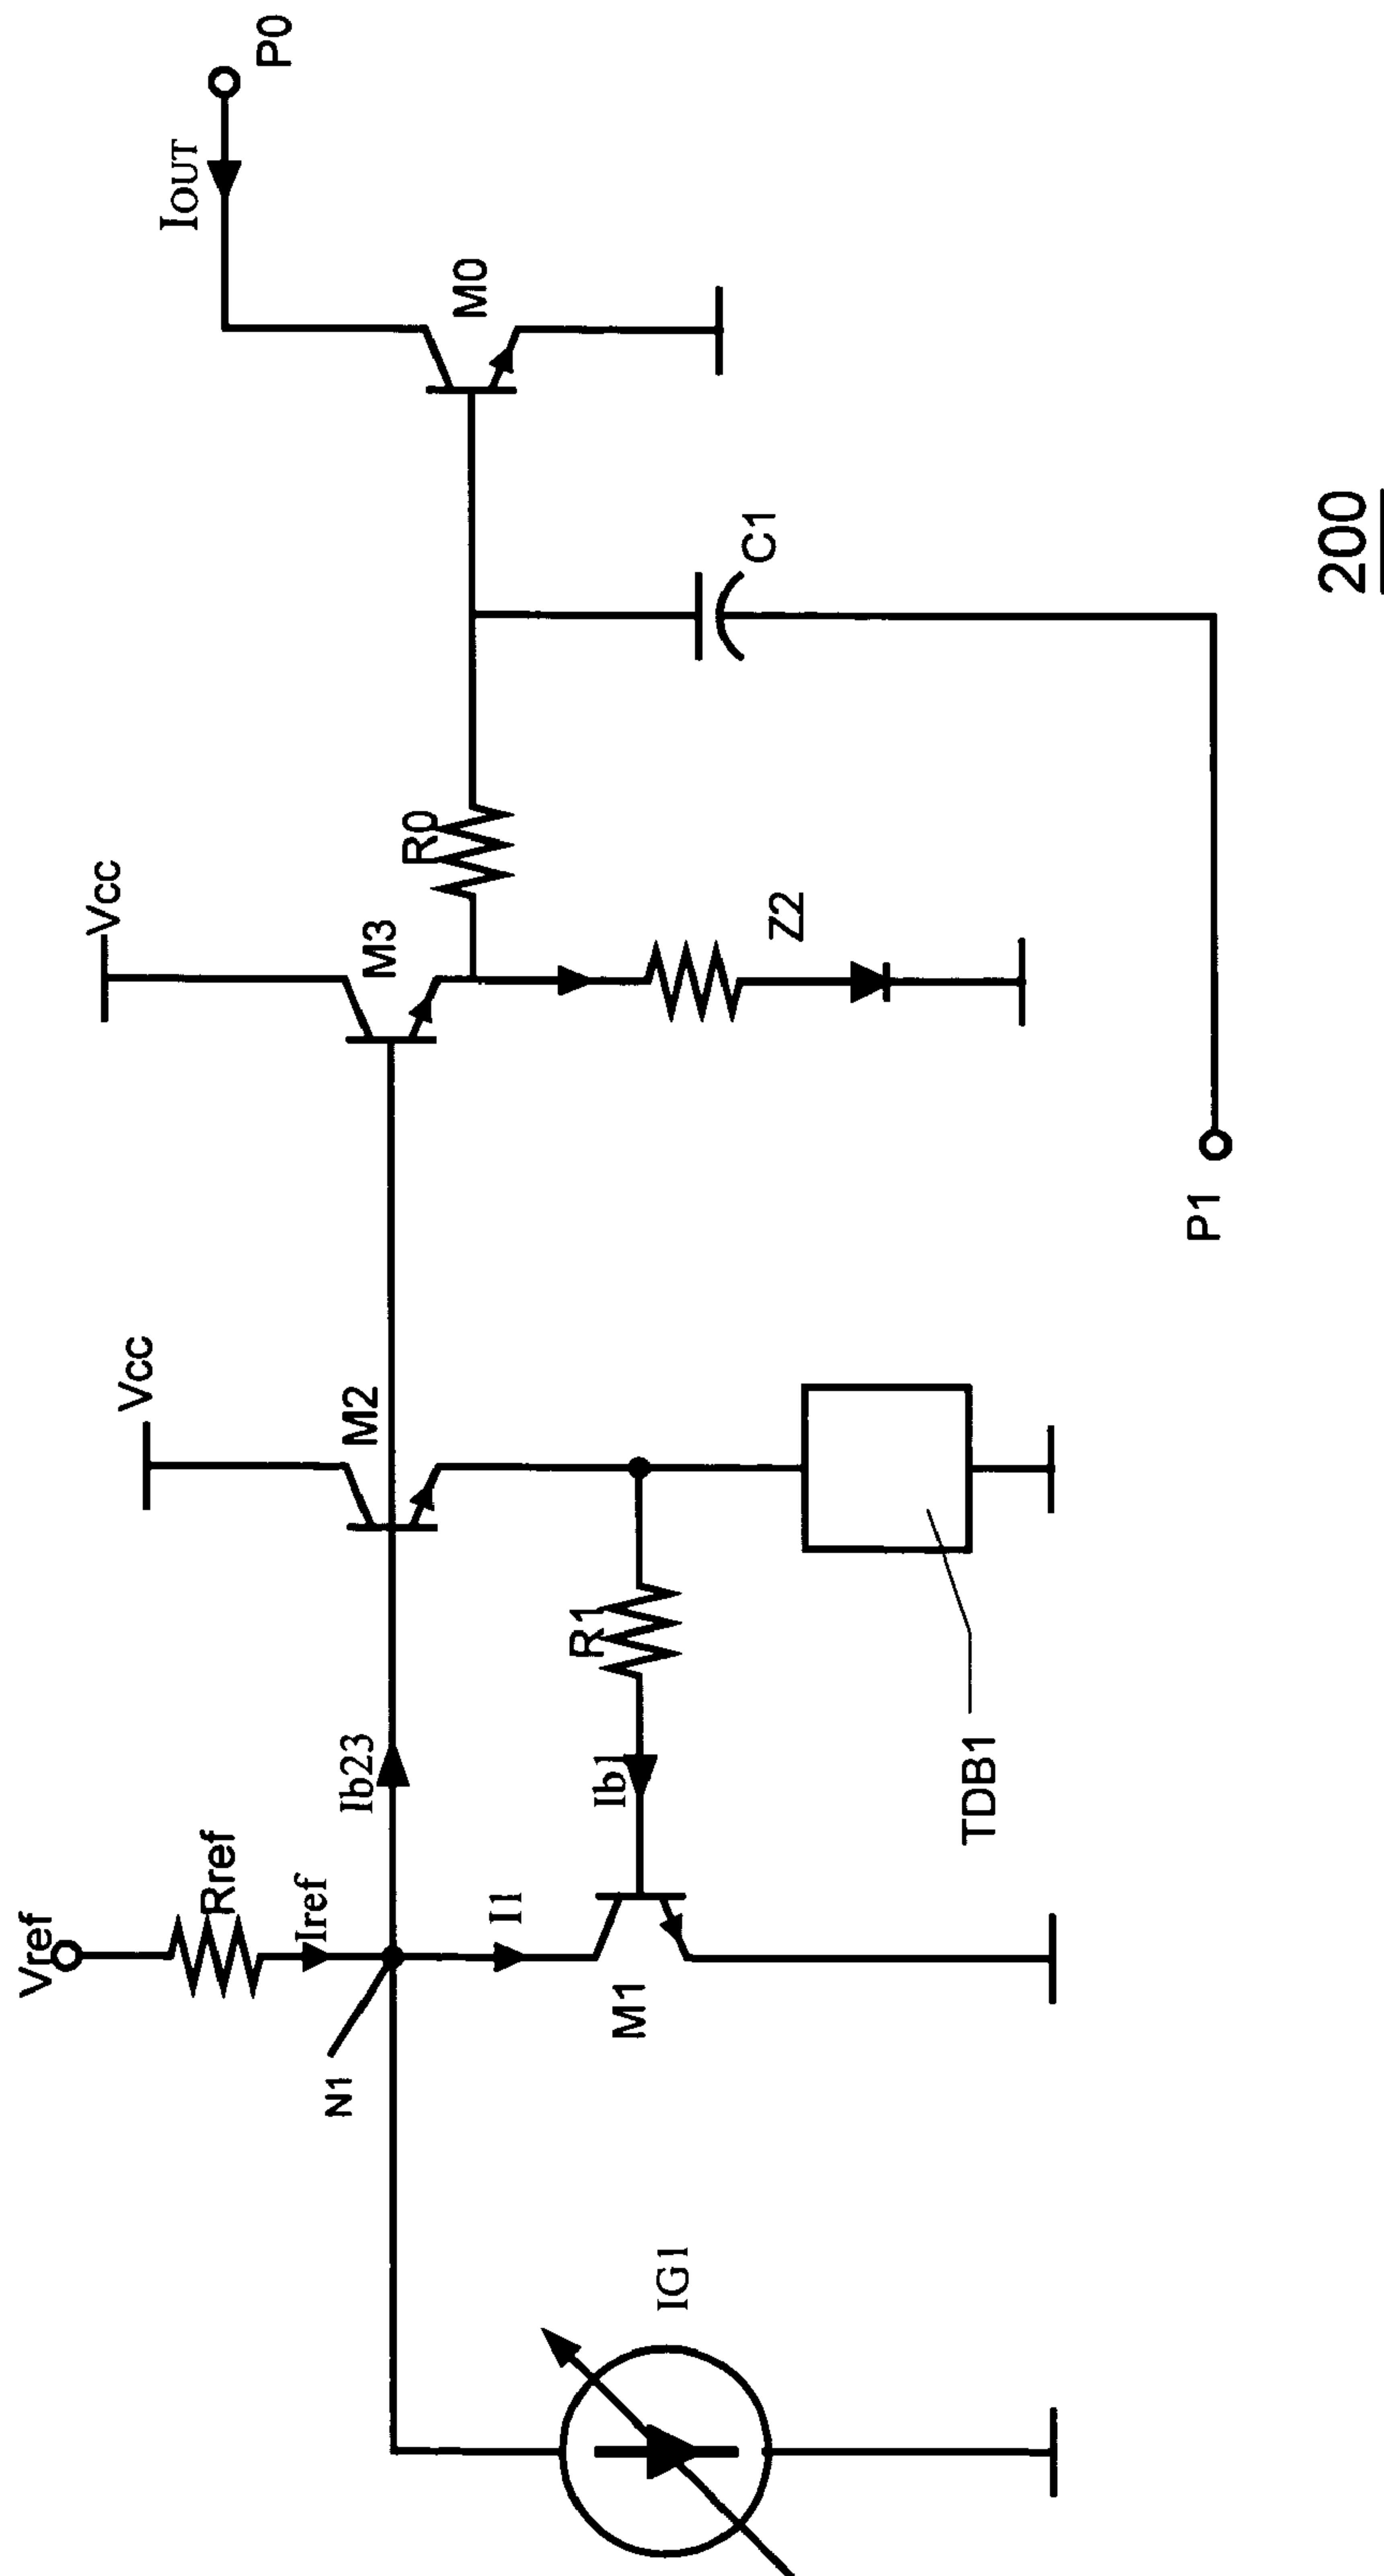 Vref
Rref
Iref
N1
I1
M1
IG1
Ib23
Ib1
R1
Vcc
M2
TDB1
Vcc
M3
R0
Z2
P1
C1
M0
IOUT
P0
200